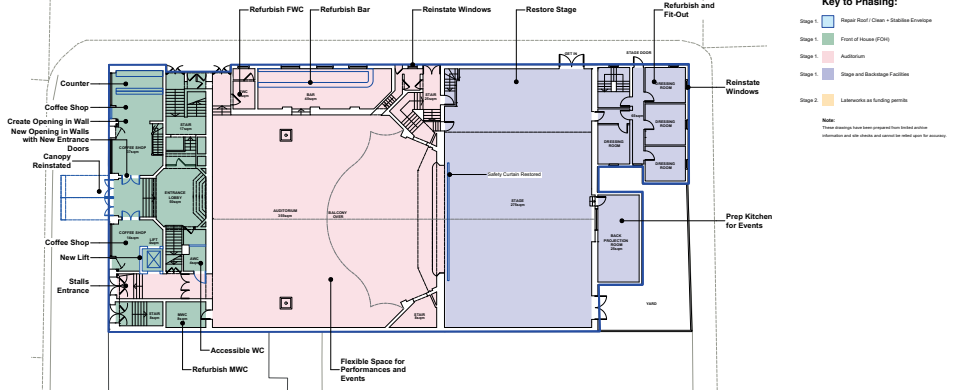 Refurbish FWC
Refurbish Bar
Reinstate Windows
Restore Stage
Refurbish and
Fit-Out
Key to Phasing:
Stage 1.
Repair Roof / Clean + Stabilise Envelope
Stage 1.
Front of House (FOH)
Stage 1.
Auditorium
Stage 1.
Stage and Backstage Facilities
Stage 2.
Laterworks as funding permits
Note:
These drawings have been prepared from limited archive
information and site checks and cannot be relied upon for accuracy.
GET IN
STAGE DOOR
Counter
Coffee Shop
Create Opening in Wall
New Opening in Walls
with New Entrance
Doors
Canopy
Reinstated
Coffee Shop
New Lift
Stalls
Entrance
Reinstate
Windows
Prep Kitchen
for Events
BAR
STAIR
STAIR
COFFEE SHOP
ENTRANCE
LOBBY
COFFEE SHOP
LIFT
AWC
AUDITORIUM
BALCONY
OVER
Safety Curtain Restored
STAGE
DRESSING
ROOM
DRESSING
ROOM
DRESSING
ROOM
DRESSING
ROOM
BACK
PROJECTION
ROOM
YARD
STAIR
MWC
STAIR
Accessible WC
Refurbish MWC
Flexible Space for
Performances and
Events